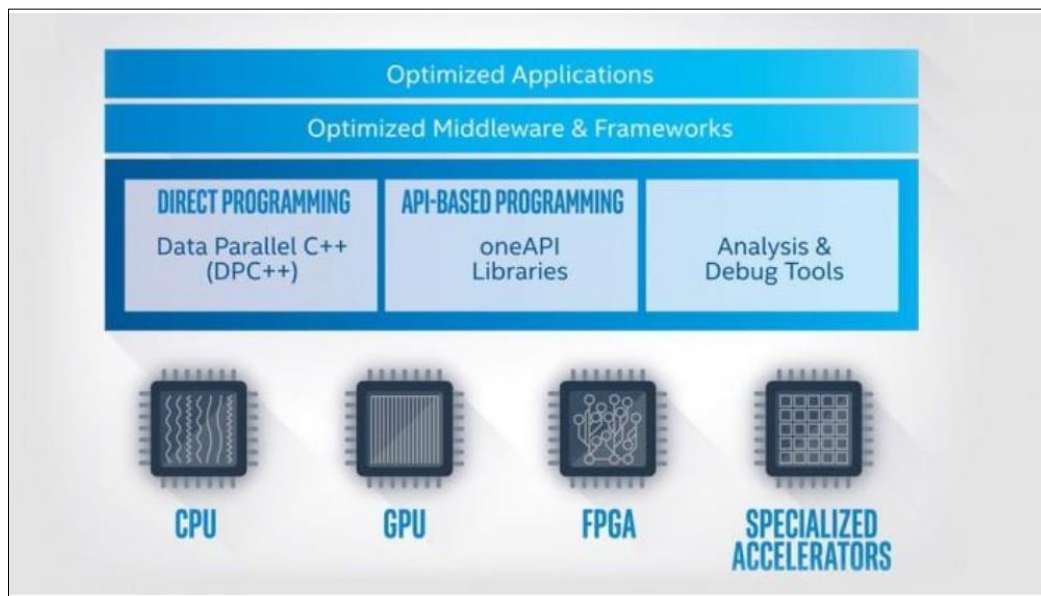 Optimized Applications
Optimized Middleware & Frameworks
DIRECT PROGRAMMING
Data Parallel C++
(DPC++)
API-BASED PROGRAMMING
oneAPI
Libraries
Analysis &
Debug Tools
CPU
GPU
FPGA
SPECIALIZED
ACCELERATORS